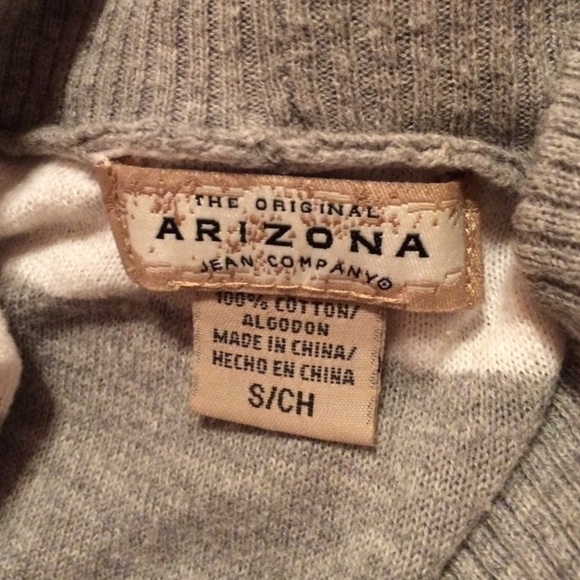 THE ORIGINAL
ARIZONA
JEAN COMPANY®
100% COTTON/
ALGODON
MADE IN CHINA/
HECHO EN CHINA
S/CH